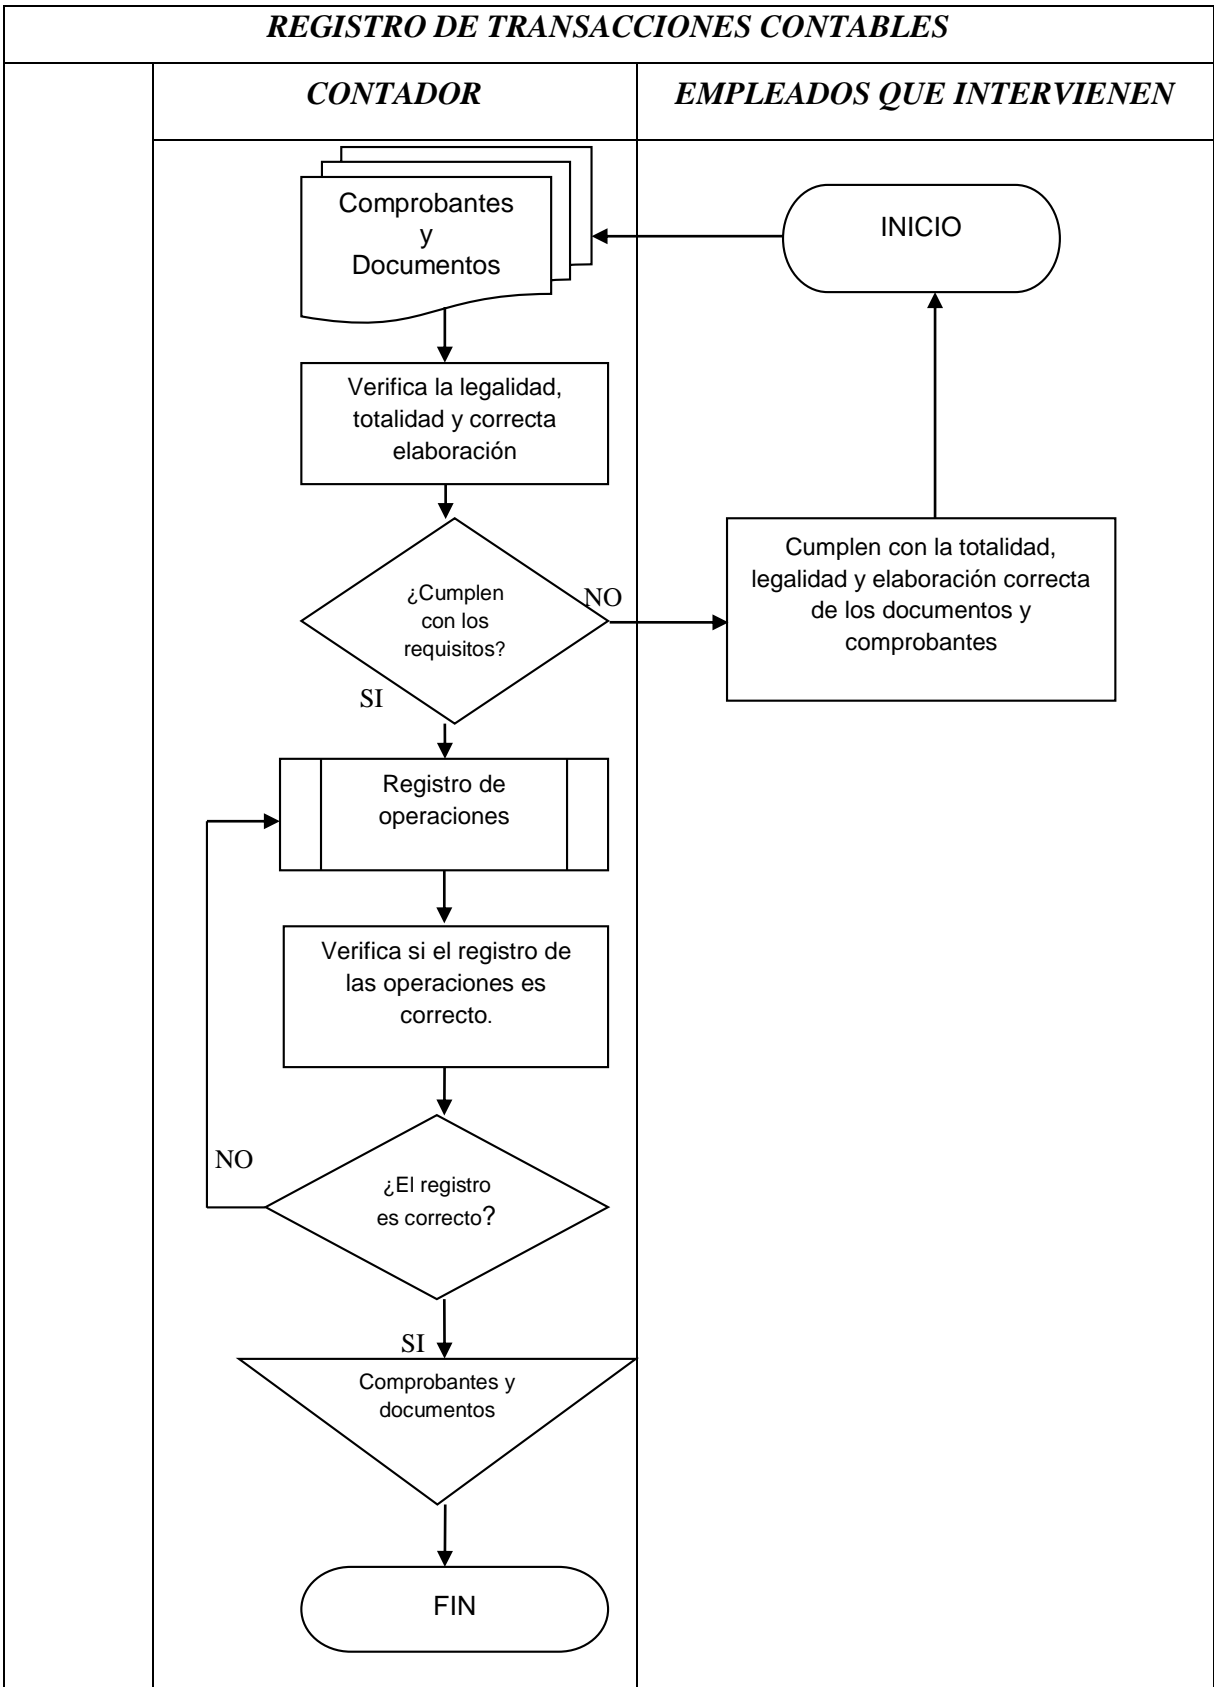 REGISTRO DE TRANSACCIONES CONTABLES
CONTADOR
EMPLEADOS QUE INTERVIENEN
Comprobantes
y
Documentos
INICIO
Verifica la legalidad,
totalidad y correcta
elaboración
¿Cumplen
con los
requisitos?
NO
SI
Cumplen con la totalidad,
legalidad y elaboración correcta
de los documentos y
comprobantes
Registro de
operaciones
Verifica si el registro de
las operaciones es
correcto.
NO
¿El registro
es correcto?
SI
Comprobantes y
documentos
FIN